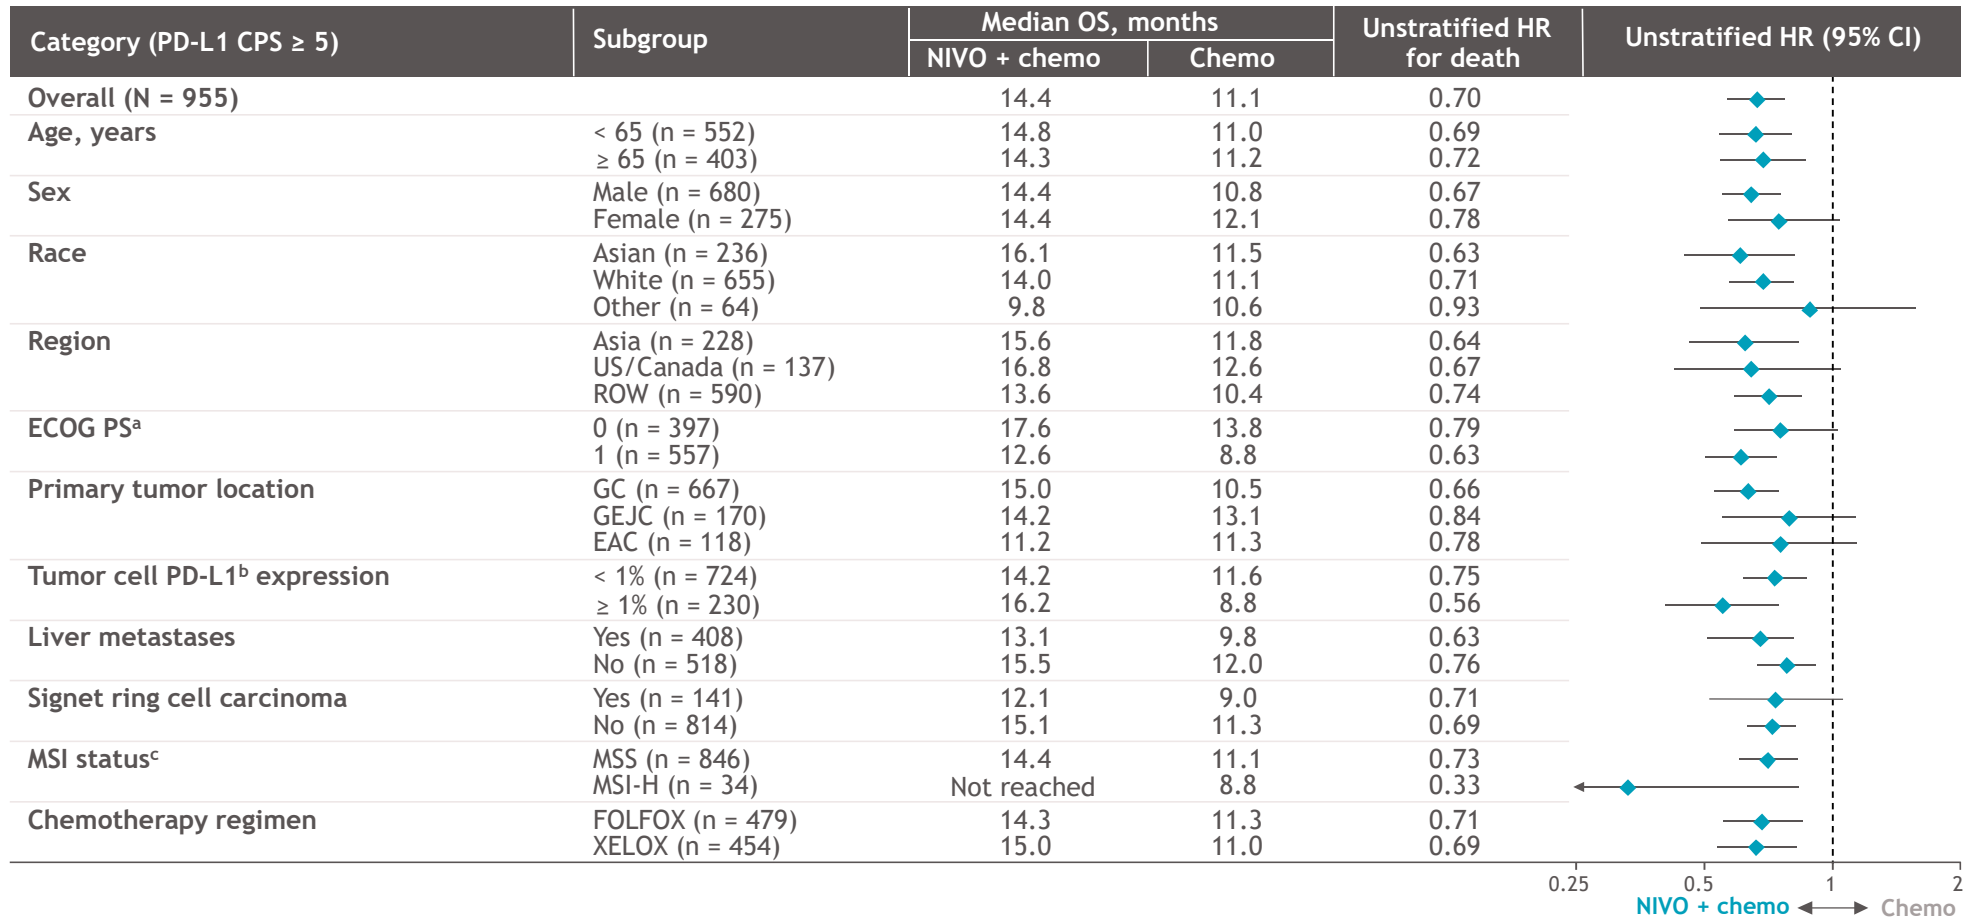 Category (PD-L1 CPS ≥ 5) Subgroup Median OS, months Unstratified HR for death Unstratified HR (95% CI)
NIVO + chemo Chemo
Overall (N = 955) 14.4 11.1 0.70
Age, years < 65 (n = 552) 14.8 11.0 0.69
≥ 65 (n = 403) 14.3 11.2 0.72
Sex Male (n = 680) 14.4 10.8 0.67
Female (n = 275) 14.4 12.1 0.78
Race Asian (n = 236) 16.1 11.5 0.63
White (n = 655) 14.0 11.1 0.71
Other (n = 64) 9.8 10.6 0.93
Region Asia (n = 228) 15.6 11.8 0.64
US/Canada (n = 137) 16.8 12.6 0.67
ROW (n = 590) 13.6 10.4 0.74
ECOG PSᵃ 0 (n = 397) 17.6 13.8 0.79
1 (n = 557) 12.6 8.8 0.63
Primary tumor location GC (n = 667) 15.0 10.5 0.66
GEJC (n = 170) 14.2 13.1 0.84
EAC (n = 118) 11.2 11.3 0.78
Tumor cell PD-L1ᵇ expression < 1% (n = 724) 14.2 11.6 0.75
≥ 1% (n = 230) 16.2 8.8 0.56
Liver metastases Yes (n = 408) 13.1 9.8 0.63
No (n = 518) 15.5 12.0 0.76
Signet ring cell carcinoma Yes (n = 141) 12.1 9.0 0.71
No (n = 814) 15.1 11.3 0.69
MSI statusᶜ MSS (n = 846) 14.4 11.1 0.73
MSI-H (n = 34) Not reached 8.8 0.33
Chemotherapy regimen FOLFOX (n = 479) 14.3 11.3 0.71
XELOX (n = 454) 15.0 11.0 0.69
0.25 0.5 1 2
NIVO + chemo Chemo